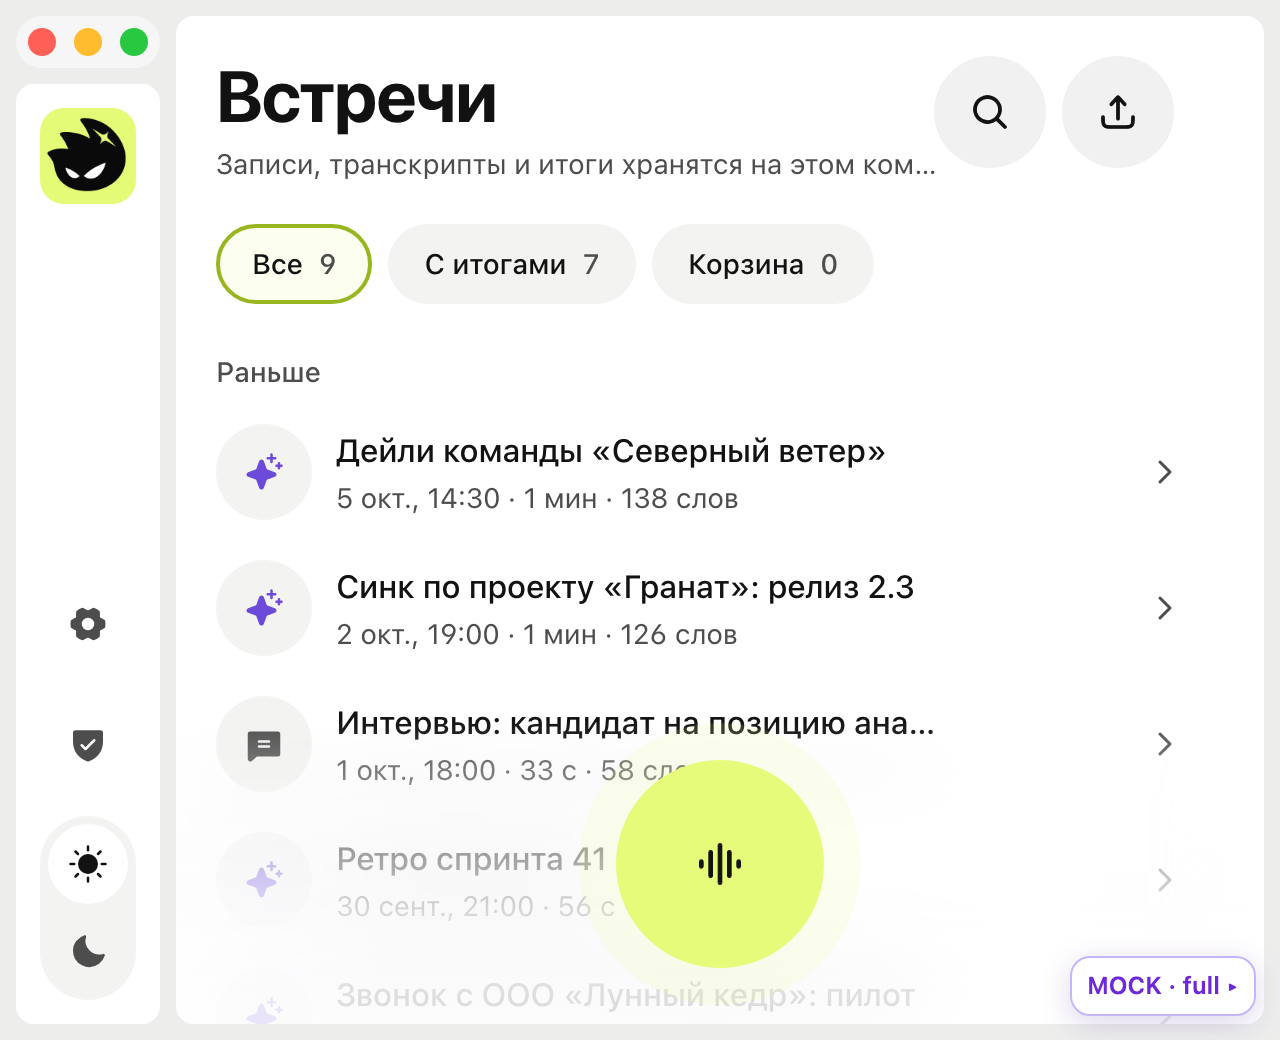 Встречи
Записи, транскрипты и итоги хранятся на этом ком...
Все 9
С итогами 7
Корзина 0
Раньше
Дейли команды «Северный ветер»
5 окт., 14:30 · 1 мин · 138 слов
Синк по проекту «Гранат»: релиз 2.3
2 окт., 19:00 · 1 мин · 126 слов
Интервью: кандидат на позицию ана...
1 окт., 18:00 · 33 с · 58
Ретро спринта 41
30 сент., 21:00 · 56 с
Звонок с ООО «Лунный кедр»: пилот
MOCK · full ▸